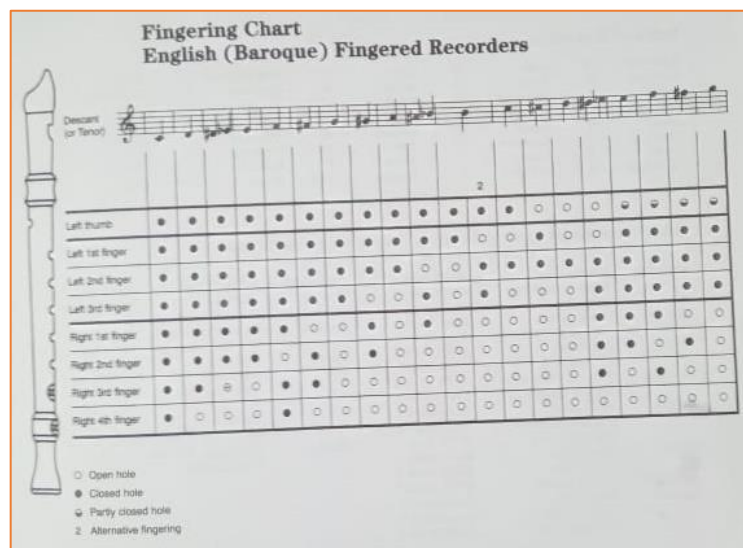 Fingering Chart
English (Baroque) Fingered Recorders
Descant
(or Tenor)
2
Left thumb
Left 1st finger
Left 2nd finger
Left 3rd finger
Right 1st finger
Right 2nd finger
Right 3rd finger
Right 4th finger
Open hole
Closed hole
Partly closed hole
2 Alternative fingering